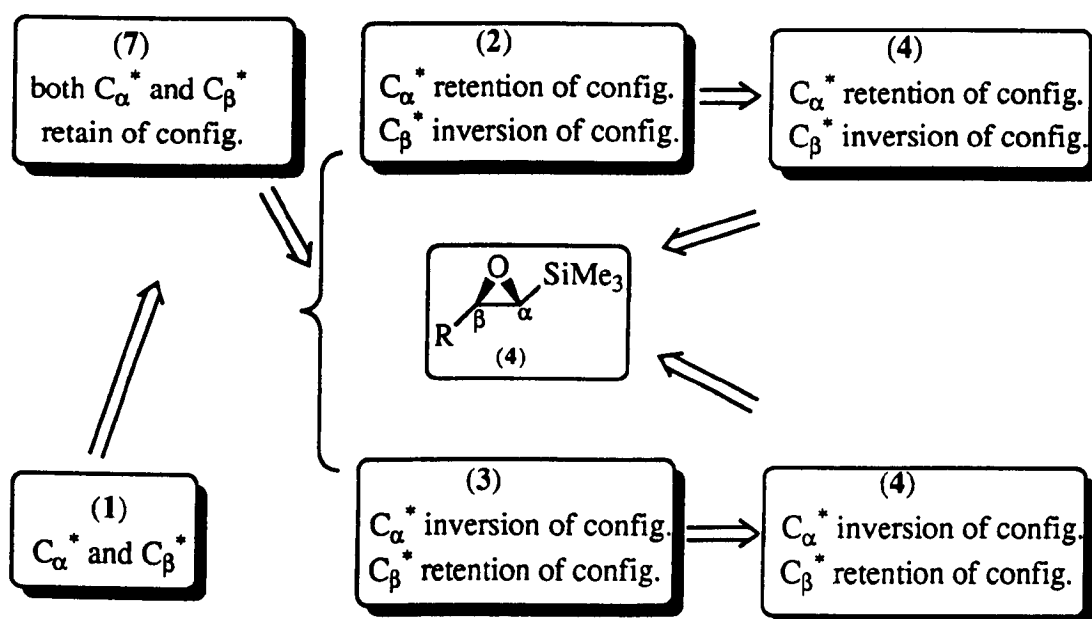 (7)
both Cα* and Cβ*
retain of config.
(2)
Cα* retention of config.
Cβ* inversion of config.
(4)
Cα* retention of config.
Cβ* inversion of config.
O
SiMe3
R
β
α
(4)
(1)
Cα* and Cβ*
(3)
Cα* inversion of config.
Cβ* retention of config.
(4)
Cα* inversion of config.
Cβ* retention of config.